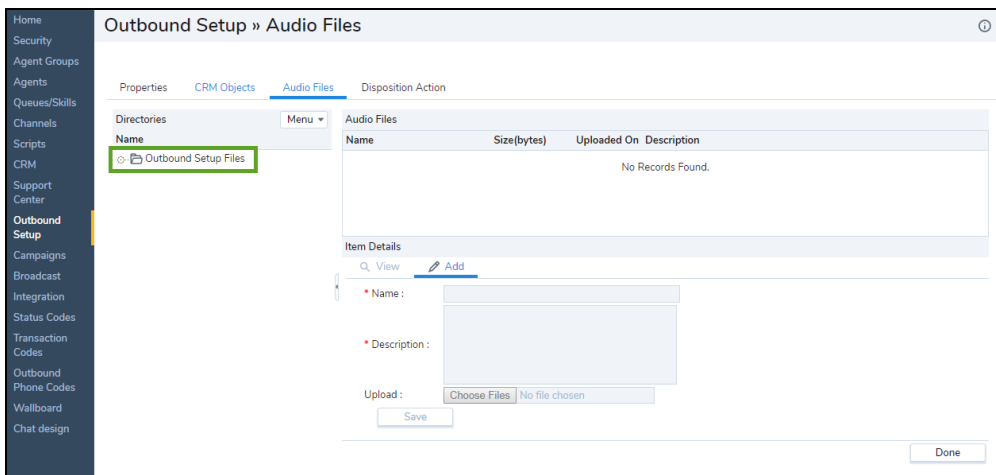 Home
Security
Agent Groups
Agents
Queues/Skills
Channels
Scripts
CRM
Support
Center
Outbound
Setup
Campaigns
Broadcast
Integration
Status Codes
Transaction
Codes
Outbound
Phone Codes
Wallboard
Chat design
Outbound Setup » Audio Files
Properties CRM Objects Audio Files Disposition Action
Directories Menu
Name
Outbound Setup Files
Audio Files
Name Size(bytes) Uploaded On Description
No Records Found.
Item Details
View Add
* Name :
* Description :
Upload : Choose Files No file chosen
Save
Done